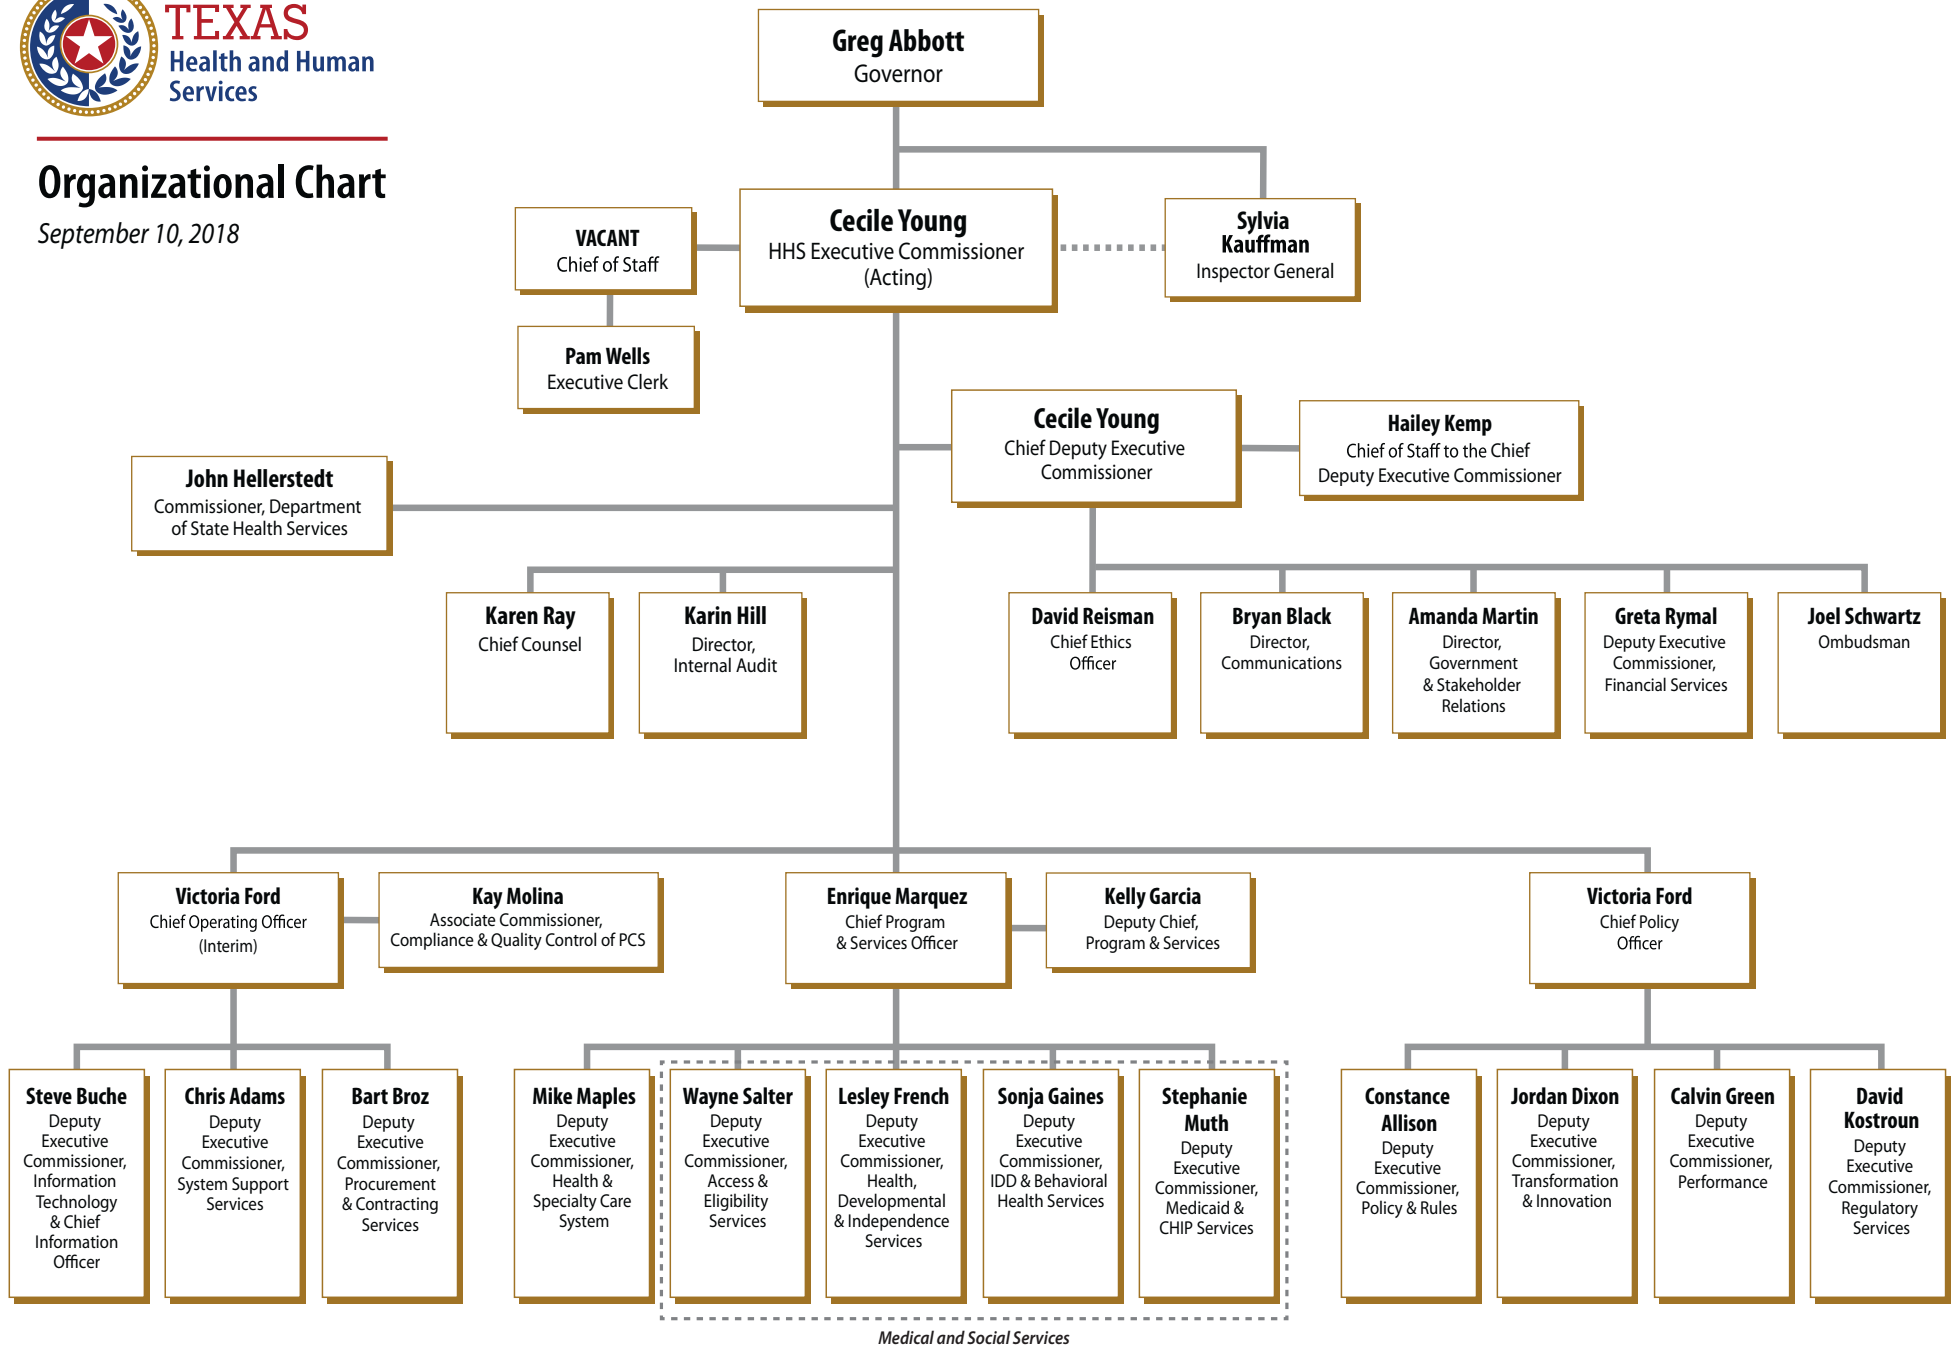 TEXAS
Health and Human
Services
Organizational Chart
September 10, 2018
Greg Abbott
Governor
VACANT
Chief of Staff
Cecile Young
HHS Executive Commissioner
(Acting)
Sylvia
Kauffman
Inspector General
Pam Wells
Executive Clerk
Cecile Young
Chief Deputy Executive
Commissioner
Hailey Kemp
Chief of Staff to the Chief
Deputy Executive Commissioner
John Hellerstedt
Commissioner, Department
of State Health Services
Karen Ray
Chief Counsel
Karin Hill
Director,
Internal Audit
David Reisman
Chief Ethics
Officer
Bryan Black
Director,
Communications
Amanda Martin
Director,
Government
& Stakeholder
Relations
Greta Rymal
Deputy Executive
Commissioner,
Financial Services
Joel Schwartz
Ombudsman
Victoria Ford
Chief Operating Officer
(Interim)
Kay Molina
Associate Commissioner,
Compliance & Quality Control of PCS
Enrique Marquez
Chief Program
& Services Officer
Kelly Garcia
Deputy Chief,
Program & Services
Victoria Ford
Chief Policy
Officer
Steve Buche
Deputy
Executive
Commissioner,
Information
Technology
& Chief
Information
Officer
Chris Adams
Deputy
Executive
Commissioner,
System Support
Services
Bart Broz
Deputy
Executive
Commissioner,
Procurement
& Contracting
Services
Mike Maples
Deputy
Executive
Commissioner,
Health &
Specialty Care
System
Wayne Salter
Deputy
Executive
Commissioner,
Access &
Eligibility
Services
Lesley French
Deputy
Executive
Commissioner,
Health,
Developmental
& Independence
Services
Sonja Gaines
Deputy
Executive
Commissioner,
IDD & Behavioral
Health Services
Stephanie
Muth
Deputy
Executive
Commissioner,
Medicaid &
CHIP Services
Constance
Allison
Deputy
Executive
Commissioner,
Policy & Rules
Jordan Dixon
Deputy
Executive
Commissioner,
Transformation
& Innovation
Calvin Green
Deputy
Executive
Commissioner,
Performance
David
Kostroun
Deputy
Executive
Commissioner,
Regulatory
Services
Medical and Social Services